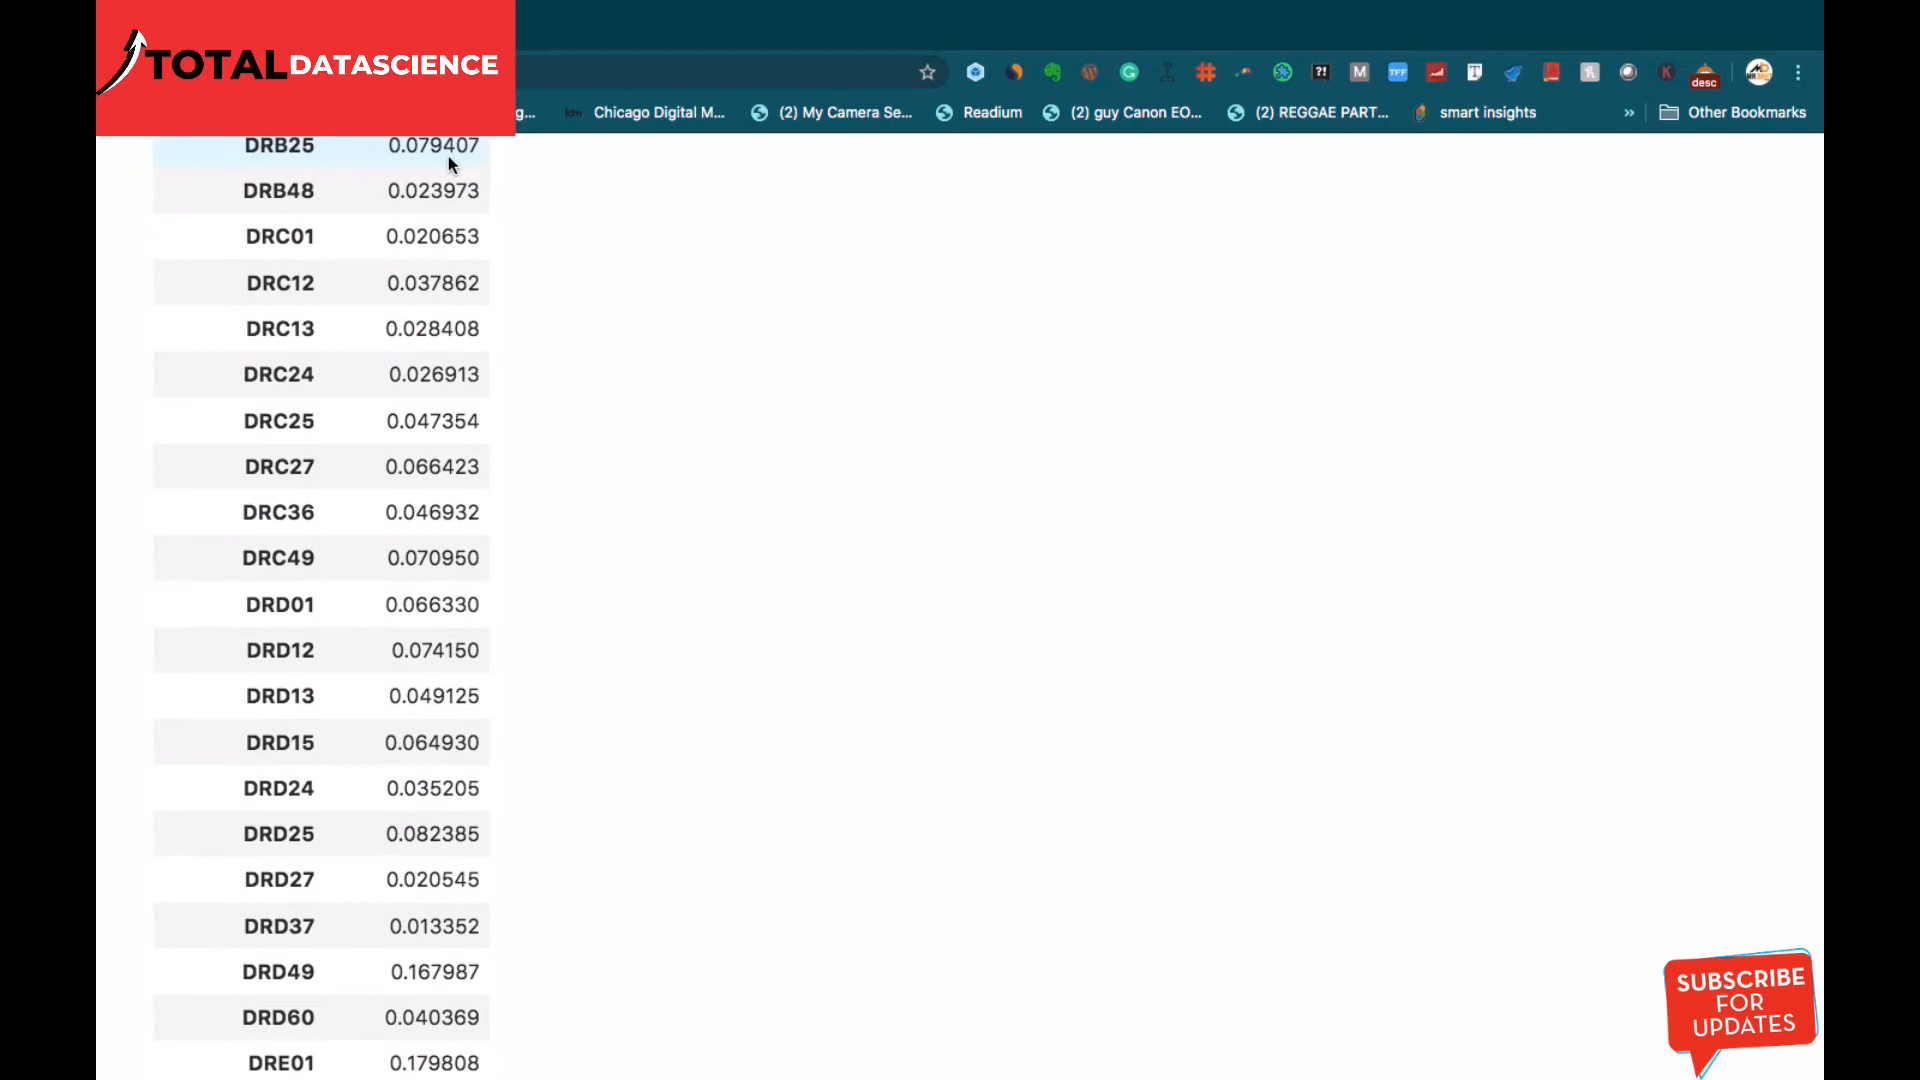 TOTALDATASCIENCE
desc
g... Chicago Digital M... (2) My Camera Se... Readium (2) guy Canon EO... (2) REGGAE PART... smart insights » Other Bookmarks
DRB25 0.079407
DRB48 0.023973
DRC01 0.020653
DRC12 0.037862
DRC13 0.028408
DRC24 0.026913
DRC25 0.047354
DRC27 0.066423
DRC36 0.046932
DRC49 0.070950
DRD01 0.066330
DRD12 0.074150
DRD13 0.049125
DRD15 0.064930
DRD24 0.035205
DRD25 0.082385
DRD27 0.020545
DRD37 0.013352
DRD49 0.167987
DRD60 0.040369
DRE01 0.179808
SUBSCRIBE
FOR
UPDATES